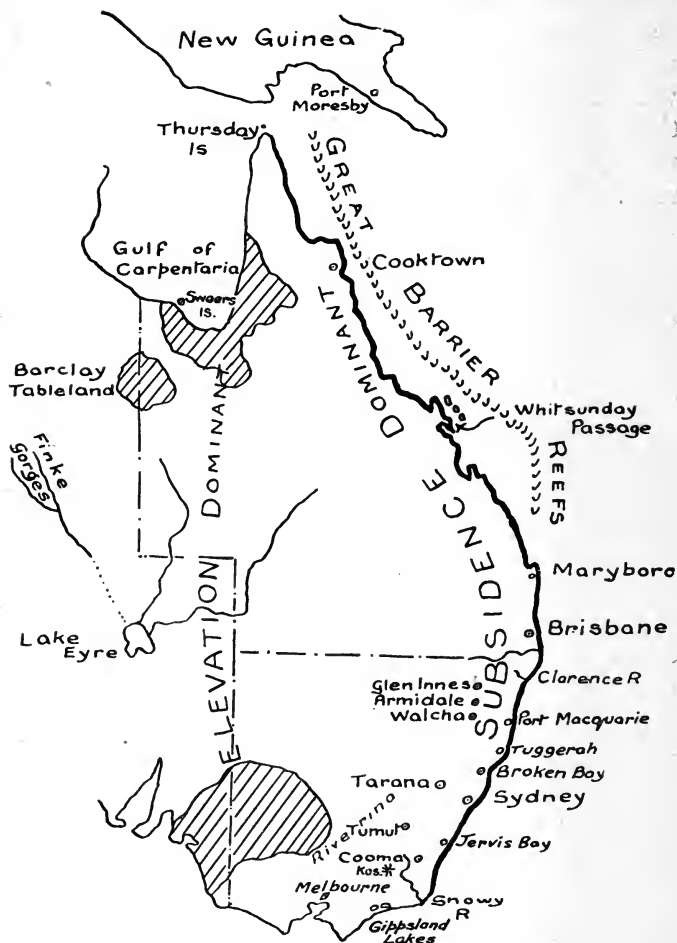 New Guinea
Port
Moresby
Thursday
Is
GREAT
BARRIER
REEFS
Gulf of
Carpentaria
Cooktown
Sweers
Is.
Barclay
Tableland
Whitsunday
Passage
Finke
Gorges
ELEVATION DOMINANT
SUBSIDENCE DOMINANT
Maryboro
Lake
Eyre
Brisbane
Clarence R
Glen Innes
Armidale
Walcha
Port Macquarie
Tuggerah
Broken Bay
Tarana
Sydney
Riverina
Tumut
Jervis Bay
Cooma
Kos.*
Melbourne
Snowy
R
Gippsland
Lakes